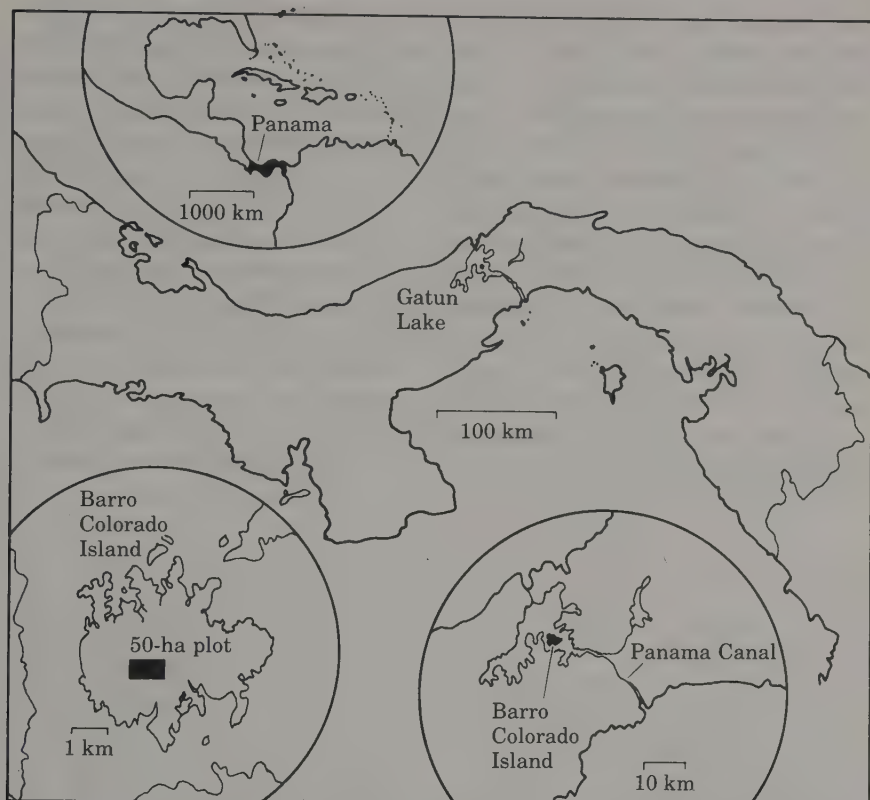 Panama
1000 km
Gatun
Lake
100 km
Barro
Colorado
Island
50-ha plot
1 km
Panama Canal
Barro
Colorado
Island
10 km